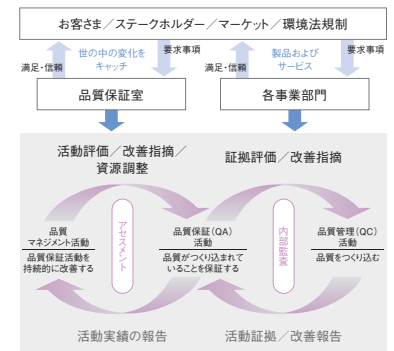 お客さま／ステークホルダー／マーケット／環境法規制
満足・信頼
世の中の変化を
キャッチ
要求事項
満足・信頼
製品および
サービス
要求事項
品質保証室
各事業部門
活動評価／改善指摘／
資源調整
証拠評価／改善指摘
品質
マネジメント活動
品質保証活動を
持続的に改善する
アセスメント
品質保証（QA）
活動
品質がつくり込まれて
いることを保証する
内部監査
品質管理（QC）
活動
品質をつくり込む
活動実績の報告
活動証拠／改善報告